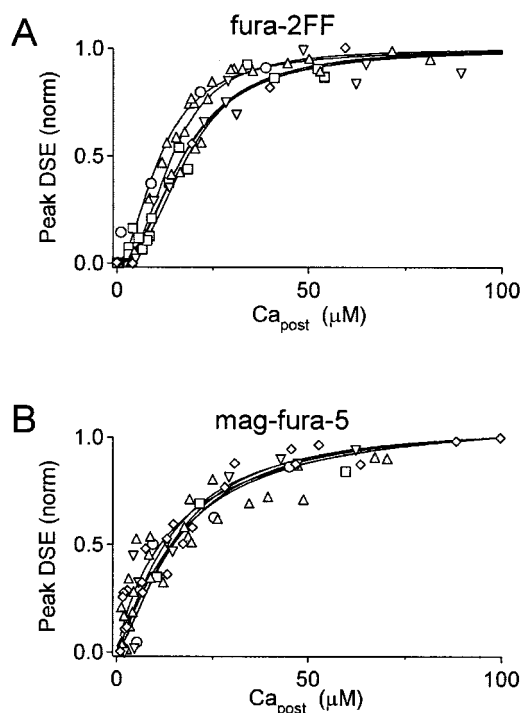 A
fura-2FF
1.0
0.5
0.0
Peak DSE (norm)
0
50
100
Ca_post (μM)
B
mag-fura-5
1.0
0.5
0.0
Peak DSE (norm)
0
50
100
Ca_post (μM)